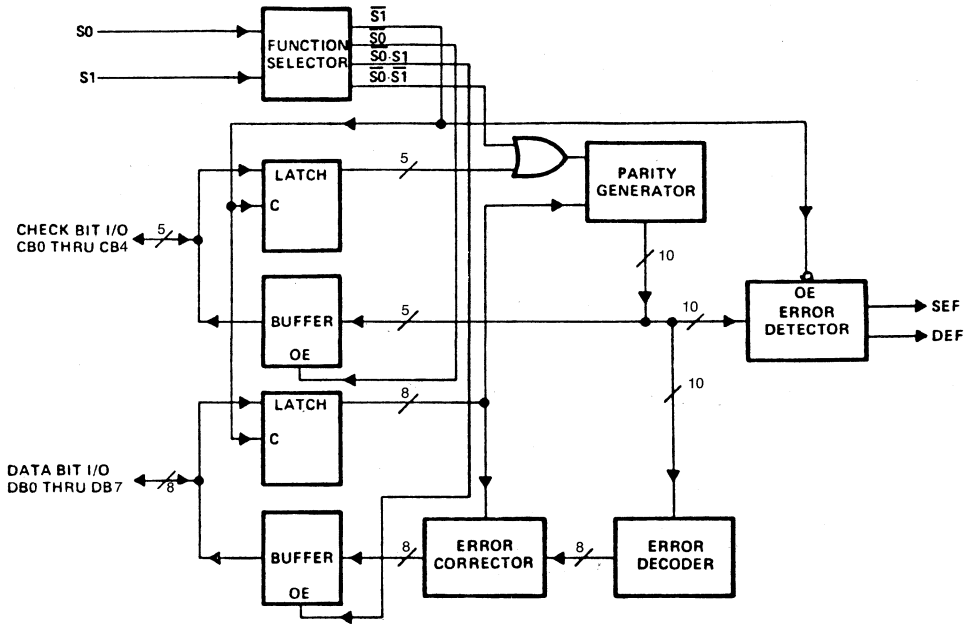 S0
S1
FUNCTION
SELECTOR
S̅1̅
S̅0̅
S̅0̅·S1
S̅0̅·S̅1̅
LATCH
C
5
PARITY
GENERATOR
CHECK BIT I/O
CB0 THRU CB4
5
10
BUFFER
OE
5
10
OE
ERROR
DETECTOR
SEF
DEF
LATCH
C
8
10
DATA BIT I/O
DB0 THRU DB7
8
BUFFER
OE
8
ERROR
CORRECTOR
8
ERROR
DECODER